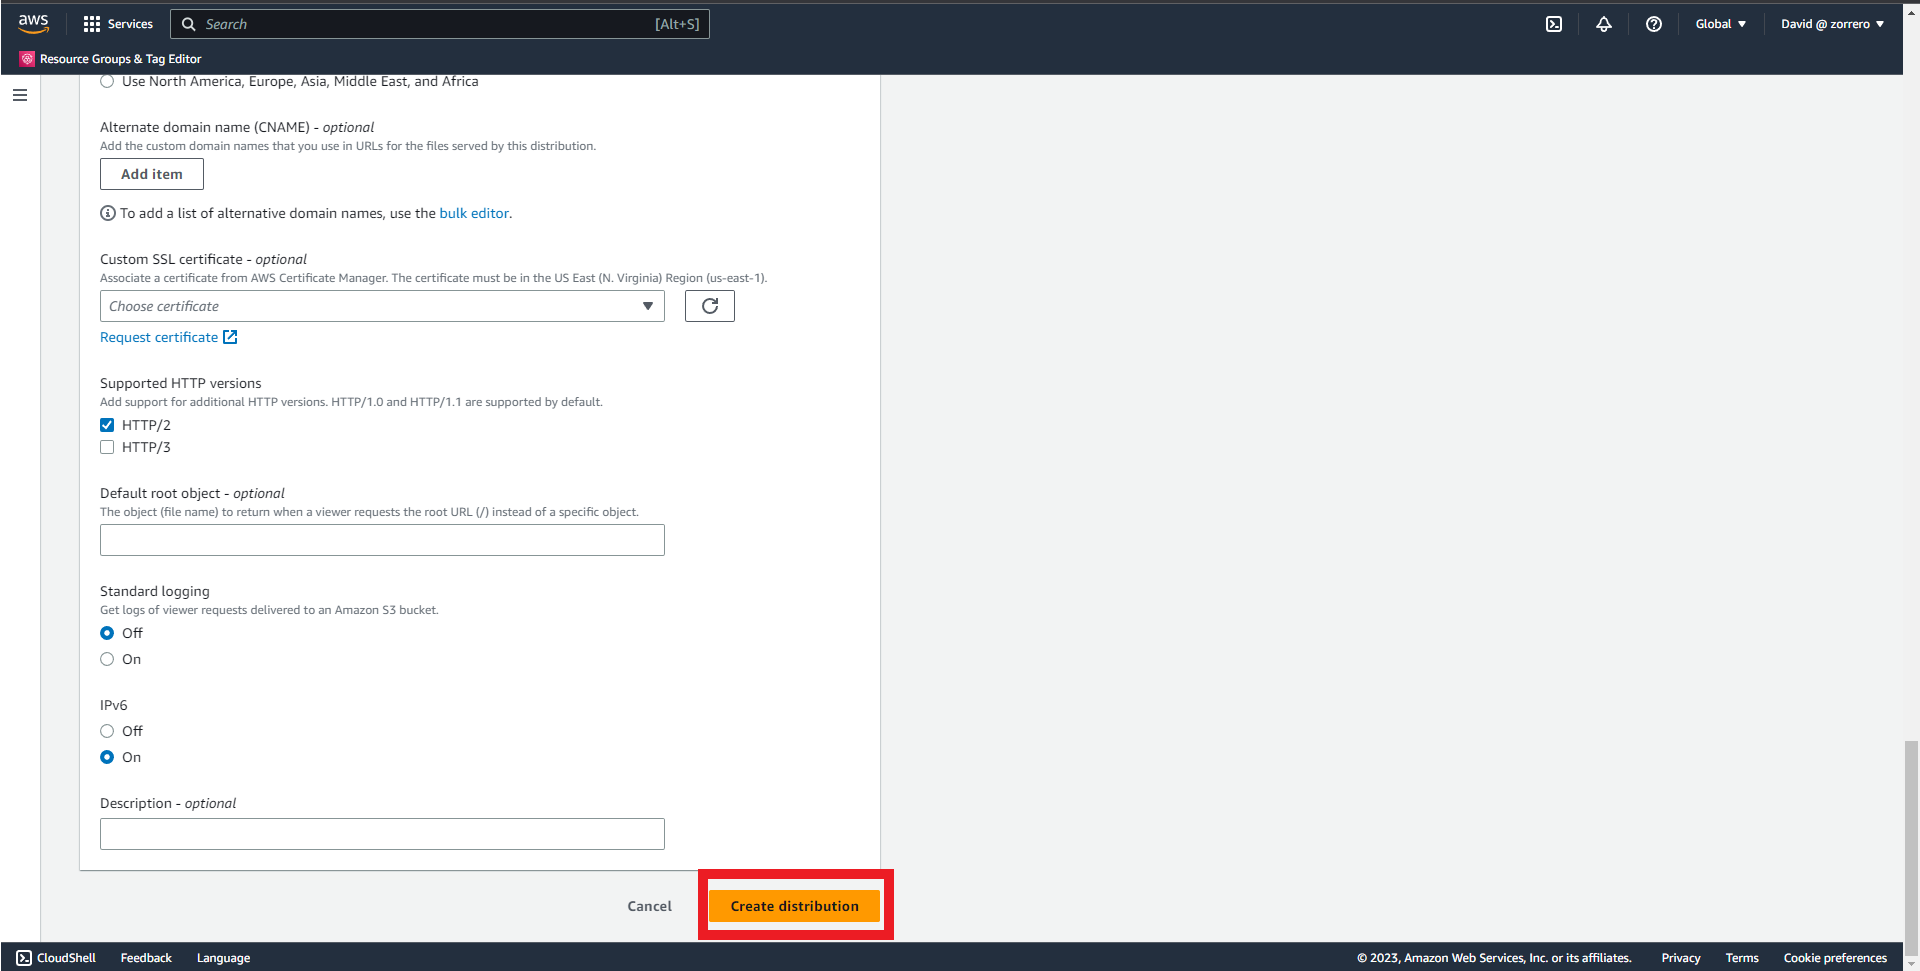 aws
Services
Search
[Alt+S]
Global
David @ zorrero
Resource Groups & Tag Editor
Use North America, Europe, Asia, Middle East, and Africa
Alternate domain name (CNAME) - optional
Add the custom domain names that you use in URLs for the files served by this distribution.
Add item
To add a list of alternative domain names, use the bulk editor.
Custom SSL certificate - optional
Associate a certificate from AWS Certificate Manager. The certificate must be in the US East (N. Virginia) Region (us-east-1).
Choose certificate
Request certificate
Supported HTTP versions
Add support for additional HTTP versions. HTTP/1.0 and HTTP/1.1 are supported by default.
HTTP/2
HTTP/3
Default root object - optional
The object (file name) to return when a viewer requests the root URL (/) instead of a specific object.
Standard logging
Get logs of viewer requests delivered to an Amazon S3 bucket.
Off
On
IPv6
Off
On
Description - optional
Cancel
Create distribution
CloudShell
Feedback
Language
© 2023, Amazon Web Services, Inc. or its affiliates.
Privacy
Terms
Cookie preferences